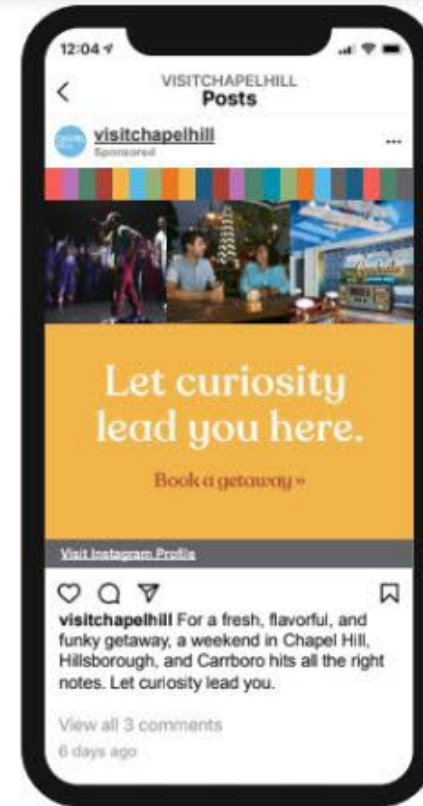 12:04
VISITCHAPELHILL
Posts
visitchapelhill
Sponsored
Let curiosity
lead you here.
Book a getaway »
Visit Instagram Profile
visitchapelhill For a fresh, flavorful, and
funky getaway, a weekend in Chapel Hill,
Hillsborough, and Carrboro hits all the right
notes. Let curiosity lead you.
View all 3 comments
6 days ago